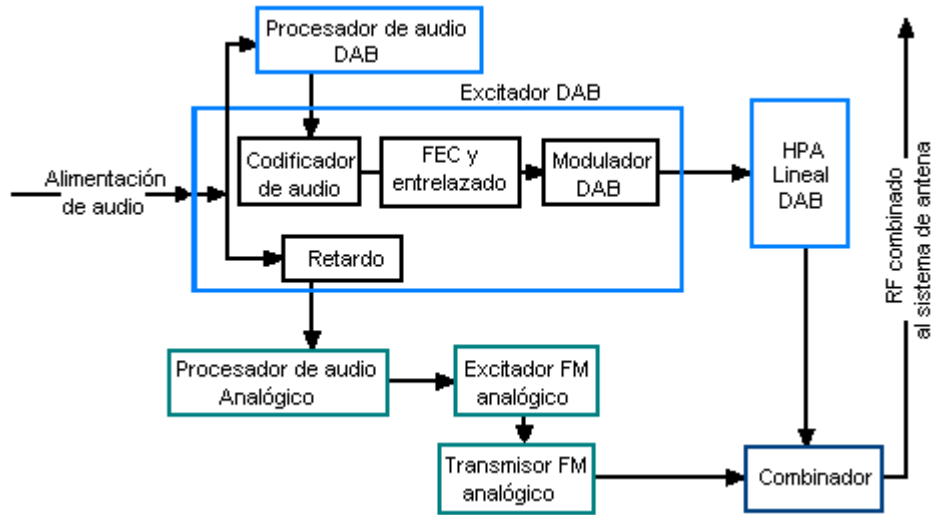 Procesador de audio
DAB
Excitador DAB
Codificador
de audio
FEC y
entrelazado
Modulador
DAB
HPA
Lineal
DAB
Alimentación
de audio
Retardo
RF combinado
al sistema de antena
Procesador de audio
Analógico
Excitador FM
analógico
Transmisor FM
analógico
Combinador